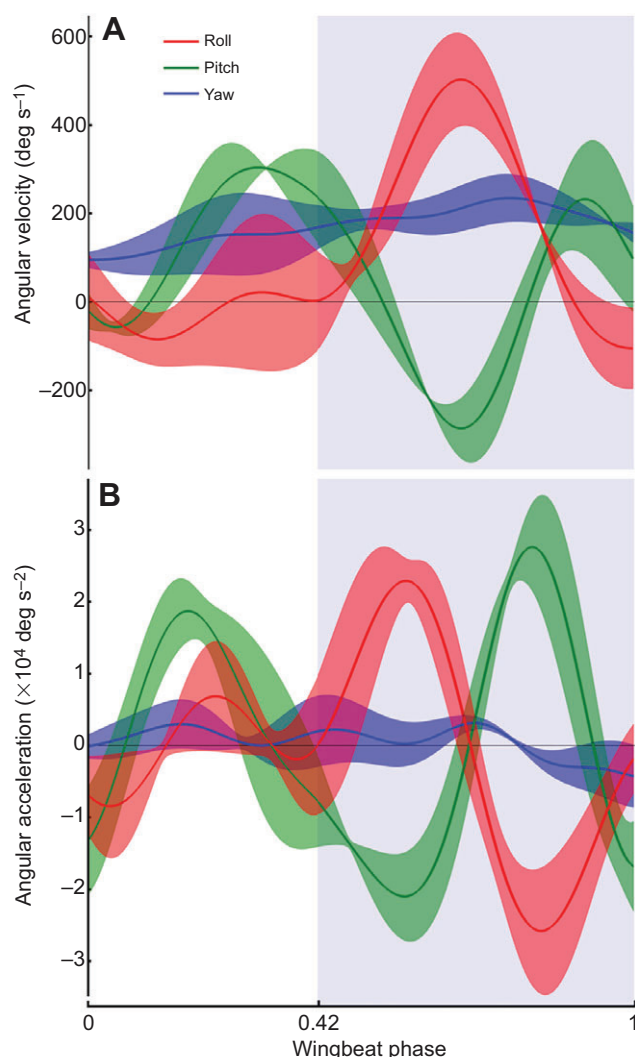 A
600
Roll
Pitch
Yaw
400
200
0
–200
Angular velocity (deg s–1)
B
3
2
1
0
–1
–2
–3
Angular acceleration (×104 deg s–2)
0
0.42
1
Wingbeat phase